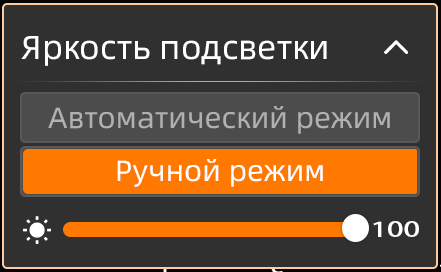 Яркость подсветки
Автоматический режим
Ручной режим
100